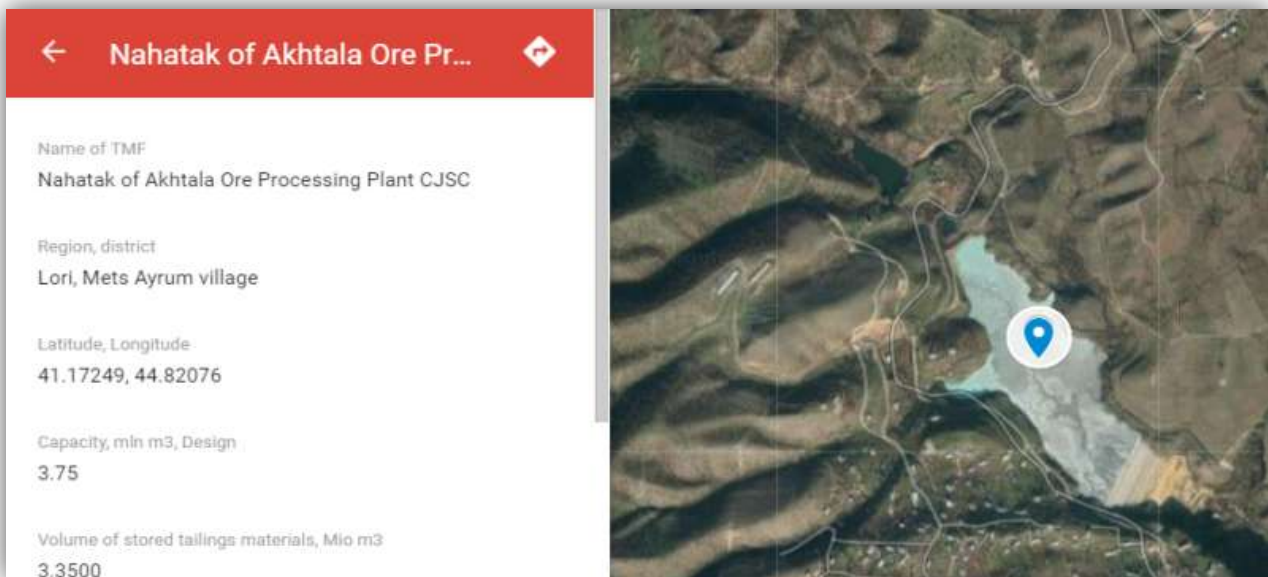 Nahatak of Akhtala Ore Pr...
Name of TMF
Nahatak of Akhtala Ore Processing Plant CJSC
Region, district
Lori, Mets Ayrum village
Latitude, Longitude
41.17249, 44.82076
Capacity, mln m3, Design
3.75
Volume of stored tailings materials, Mio m3
3.3500